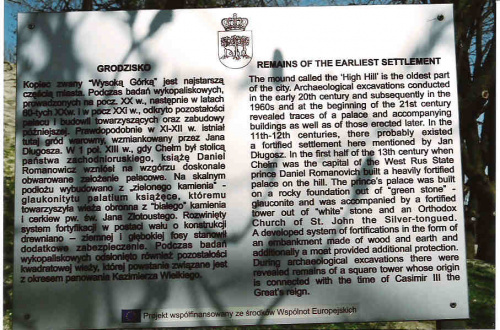 GRODZISKO
Kopiec zwany "Wysoką Górką" jest najstarszą
częścią miasta. Podczas badań wykopaliskowych,
prowadzonych na pocz. XX w., następnie w latach
60-tych XXw. i w pocz XXI w., odkryto pozostałości
pałacu i budowli towarzyszących oraz zabudowy
późniejszej. Prawdopodobnie w XI-XII w. istniał
tutaj gród warowny, wzmiankowany przez Jana
Długosza. W I poł. XIII w., gdy Chełm był stolicą
państwa zachodnioruskiego, książę Daniel
Romanowicz wzniósł na wzgórzu doskonale
obwarowane założenie pałacowe. Na skalnym
podłożu wybudowano z „zielonego kamienia" -
glaukonitytu palatium książęce, któremu
towarzyszyła wieża obronna z "białego" kamienia
i cerkiew pw. św. Jana Złotoustego. Rozwinięty
system fortyfikacji w postaci wału o konstrukcji
drewniano – ziemnej i głębokiej fosy stanowił
dodatkowe zabezpieczenie. Podczas badań
wykopaliskowych odsłonięto również pozostałości
kwadratowej wieży, której powstanie związane jest
z okresem panowania Kazimierza Wielkiego.
REMAINS OF THE EARLIEST SETTLEMENT
The mound called the 'High Hill' is the oldest part
of the city. Archaeological excavations conducted
in the early 20th century and subsequently in the
1960s and at the beginning of the 21st century
revealed traces of a palace and accompanying
buildings as well as of those erected later. In the
11th-12th centuries, there probably existed
a fortified settlement here mentioned by Jan
Długosz. In the first half of the 13th century when
Chełm was the capital of the West Rus State
prince Daniel Romanovich built a heavily fortified
palace on the hill. The prince's palace was built
on a rocky foundation out of "green stone" -
glauconite and was accompanied by a fortified
tower out of "white" stone and an Orthodox
Church of St. John the Silver-tongued.
A developed system of fortifications in the form of
an embankment made of wood and earth and
additionally a moat provided additional protection.
During archaeological excavations there were
revealed remains of a square tower whose origin
is connected with the time of Casimir III the
Great's reign.
Projekt współfinansowany ze środków Wspólnot Europejskich